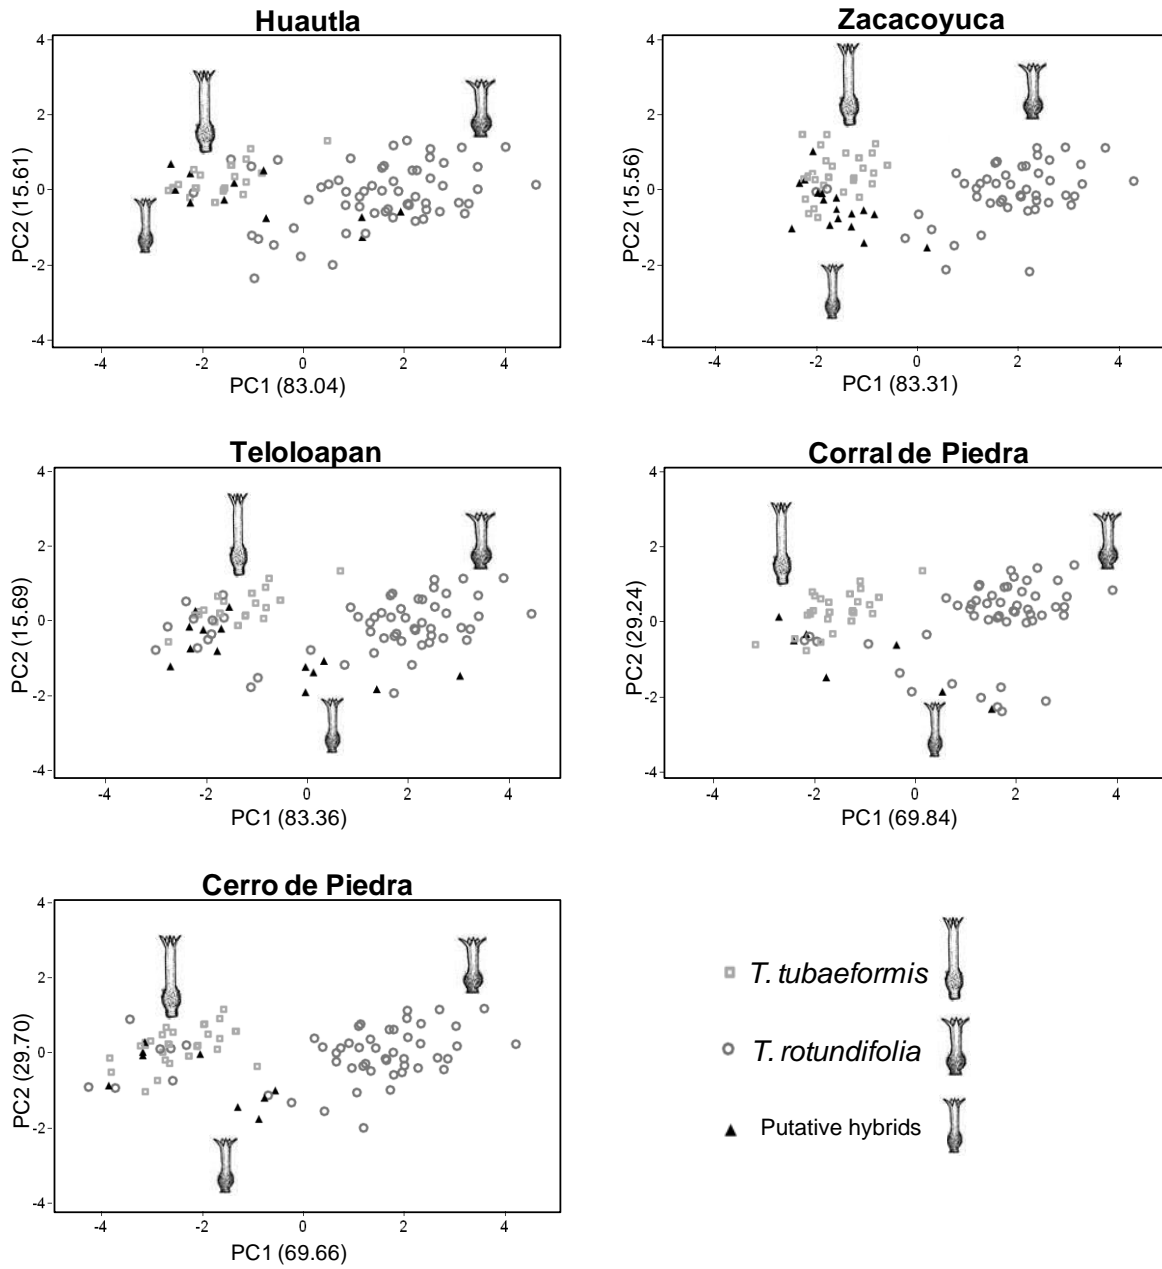 Huautla
4
2
0
-2
-4
PC2 (15.61)
-4 -2 0 2 4
PC1 (83.04)
Zacacoyuca
4
2
0
-2
-4
PC2 (15.56)
-4 -2 0 2 4
PC1 (83.31)
Teloloapan
4
2
0
-2
-4
PC2 (15.69)
-4 -2 0 2 4
PC1 (83.36)
Corral de Piedra
4
2
0
-2
-4
PC2 (29.24)
-4 -2 0 2 4
PC1 (69.84)
Cerro de Piedra
4
2
0
-2
-4
PC2 (29.70)
-4 -2 0 2 4
PC1 (69.66)
T. tubaeformis
T. rotundifolia
Putative hybrids